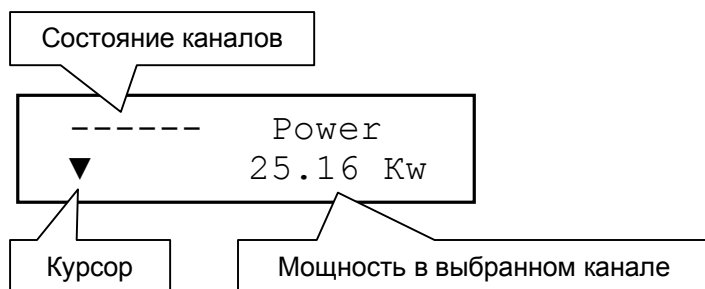 Состояние каналов
------ Power
▼ 25.16 Kw
Курсор
Мощность в выбранном канале